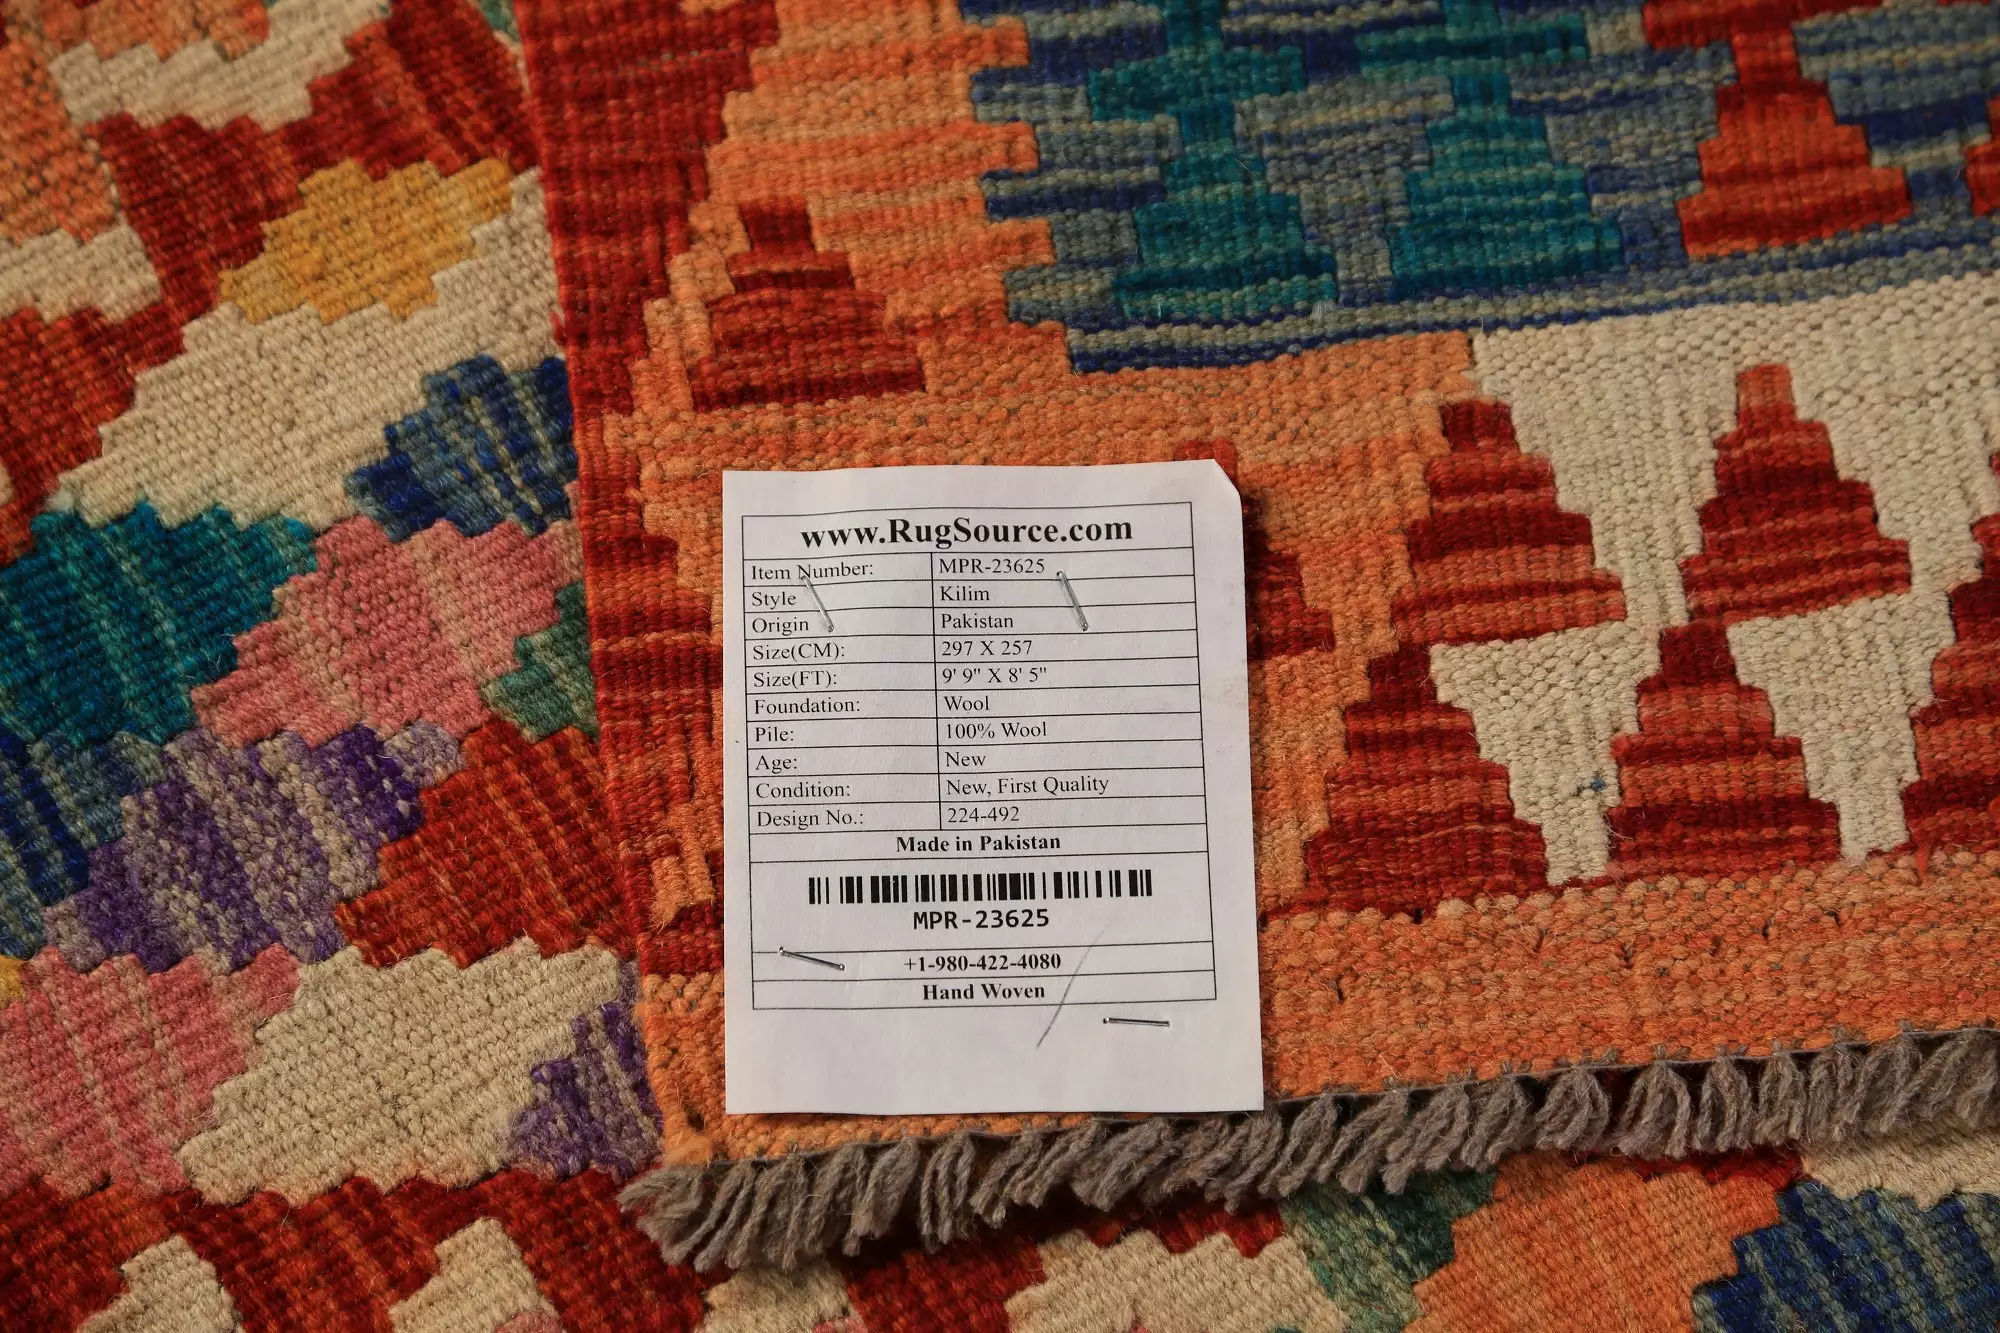 www.RugSource.com
Item Number: MPR-23625
Style Kilim
Origin Pakistan
Size(CM): 297 X 257
Size(FT): 9' 9" X 8' 5"
Foundation: Wool
Pile: 100% Wool
Age: New
Condition: New, First Quality
Design No.: 224-492
Made in Pakistan
MPR-23625
+1-980-422-4080
Hand Woven